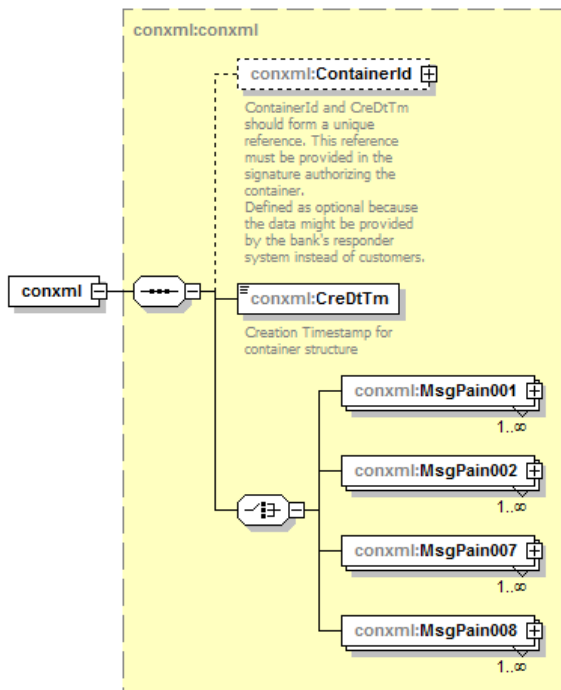 conxml:conxml
conxml:ContainerId
ContainerId and CreDtTm
should form a unique
reference. This reference
must be provided in the
signature authorizing the
container.
Defined as optional because
the data might be provided
by the bank's responder
system instead of customers.
conxml
conxml:CreDtTm
Creation Timestamp for
container structure
conxml:MsgPain001
1..∞
conxml:MsgPain002
1..∞
conxml:MsgPain007
1..∞
conxml:MsgPain008
1..∞